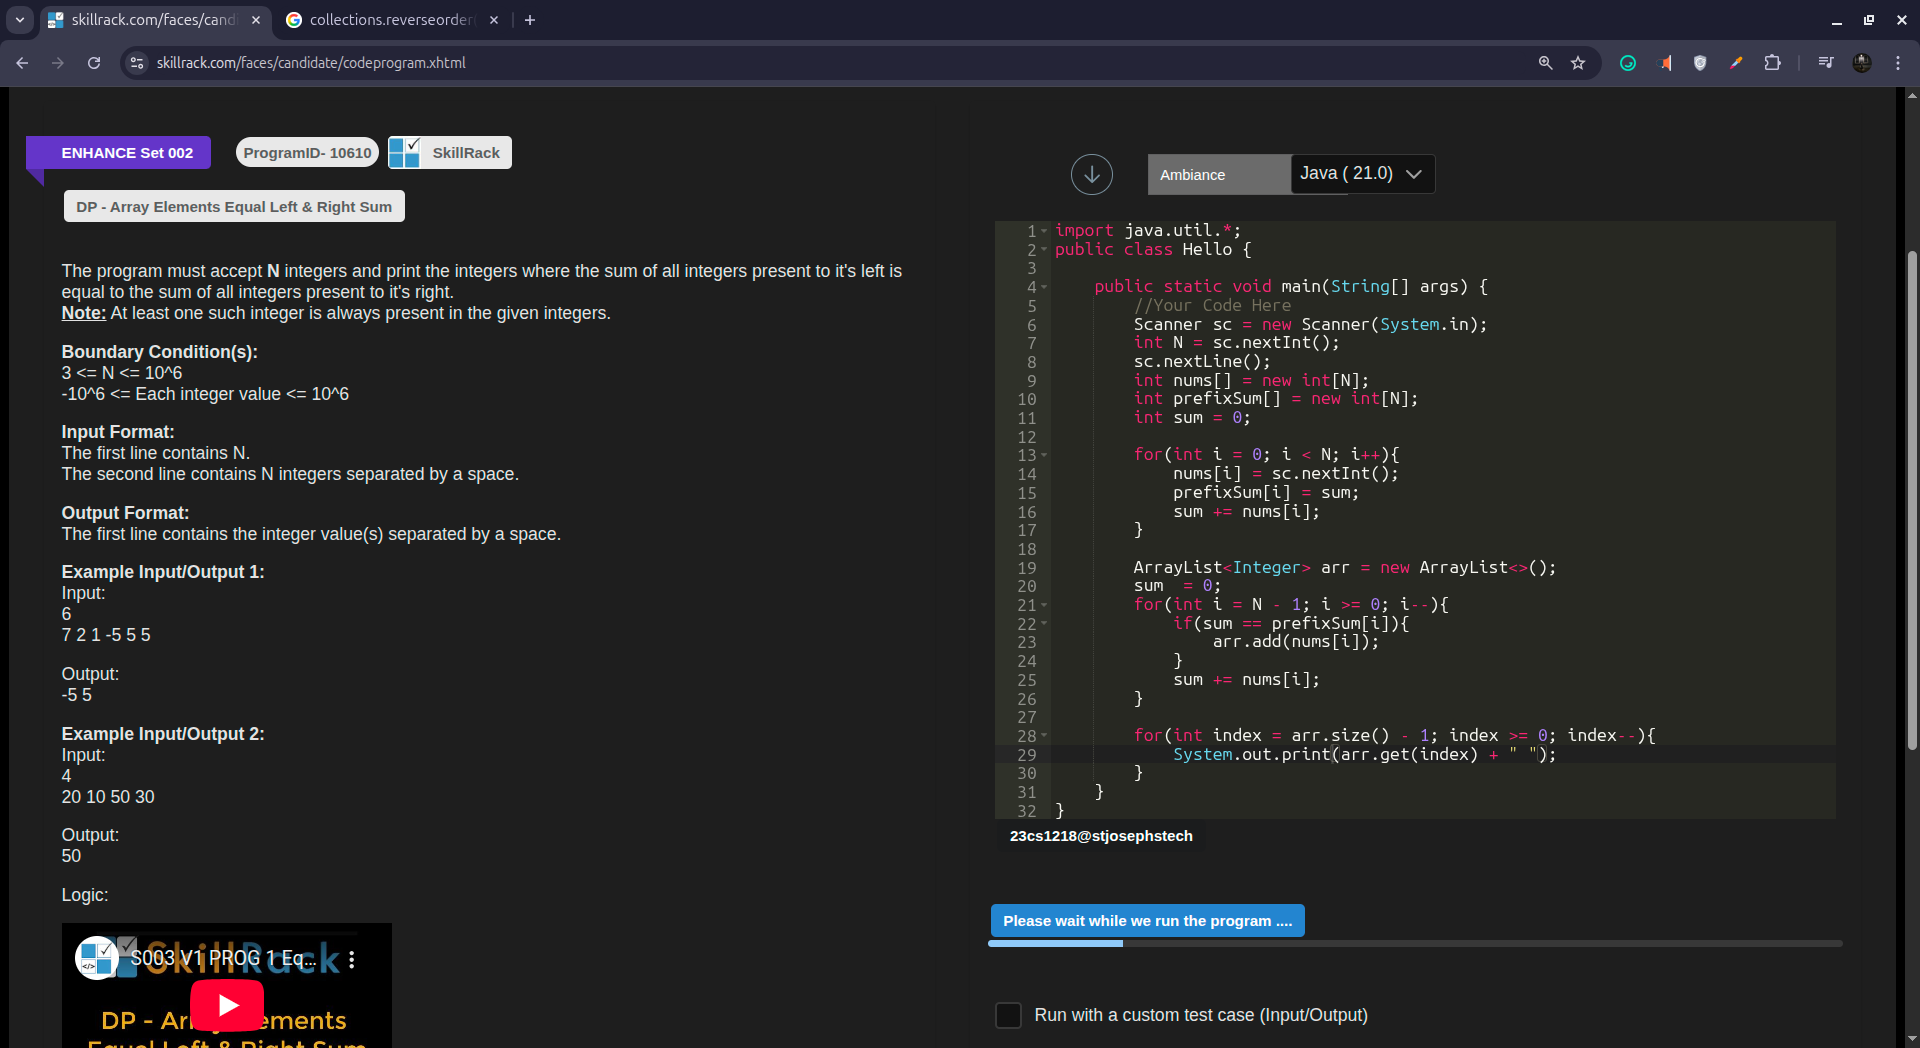 skillrack.com/faces/cand
collections.reverseorder
skillrack.com/faces/candidate/codeprogram.xhtml
ENHANCE Set 002
ProgramID- 10610
SkillRack
DP - Array Elements Equal Left & Right Sum
The program must accept N integers and print the integers where the sum of all integers present to it's left is
equal to the sum of all integers present to it's right.
Note: At least one such integer is always present in the given integers.
Boundary Condition(s):
3 <= N <= 10^6
-10^6 <= Each integer value <= 10^6
Input Format:
The first line contains N.
The second line contains N integers separated by a space.
Output Format:
The first line contains the integer value(s) separated by a space.
Example Input/Output 1:
Input:
6
7 2 1 -5 5 5
Output:
-5 5
Example Input/Output 2:
Input:
4
20 10 50 30
Output:
50
Logic:
SkillRack
S003 V1 PROG 1 Eq...
DP - Ar ements
Equal Left & Right Sum
Ambiance
Java ( 21.0)
1 import java.util.*;
2 public class Hello {
3
4     public static void main(String[] args) {
5         //Your Code Here
6         Scanner sc = new Scanner(System.in);
7         int N = sc.nextInt();
8         sc.nextLine();
9         int nums[] = new int[N];
10         int prefixSum[] = new int[N];
11         int sum = 0;
12
13         for(int i = 0; i < N; i++){
14             nums[i] = sc.nextInt();
15             prefixSum[i] = sum;
16             sum += nums[i];
17         }
18
19         ArrayList<Integer> arr = new ArrayList<>();
20         sum  = 0;
21         for(int i = N - 1; i >= 0; i--){
22             if(sum == prefixSum[i]){
23                 arr.add(nums[i]);
24             }
25             sum += nums[i];
26         }
27
28         for(int index = arr.size() - 1; index >= 0; index--){
29             System.out.print(arr.get(index) + " ");
30         }
31     }
32 }
23cs1218@stjosephstech
Please wait while we run the program ....
Run with a custom test case (Input/Output)